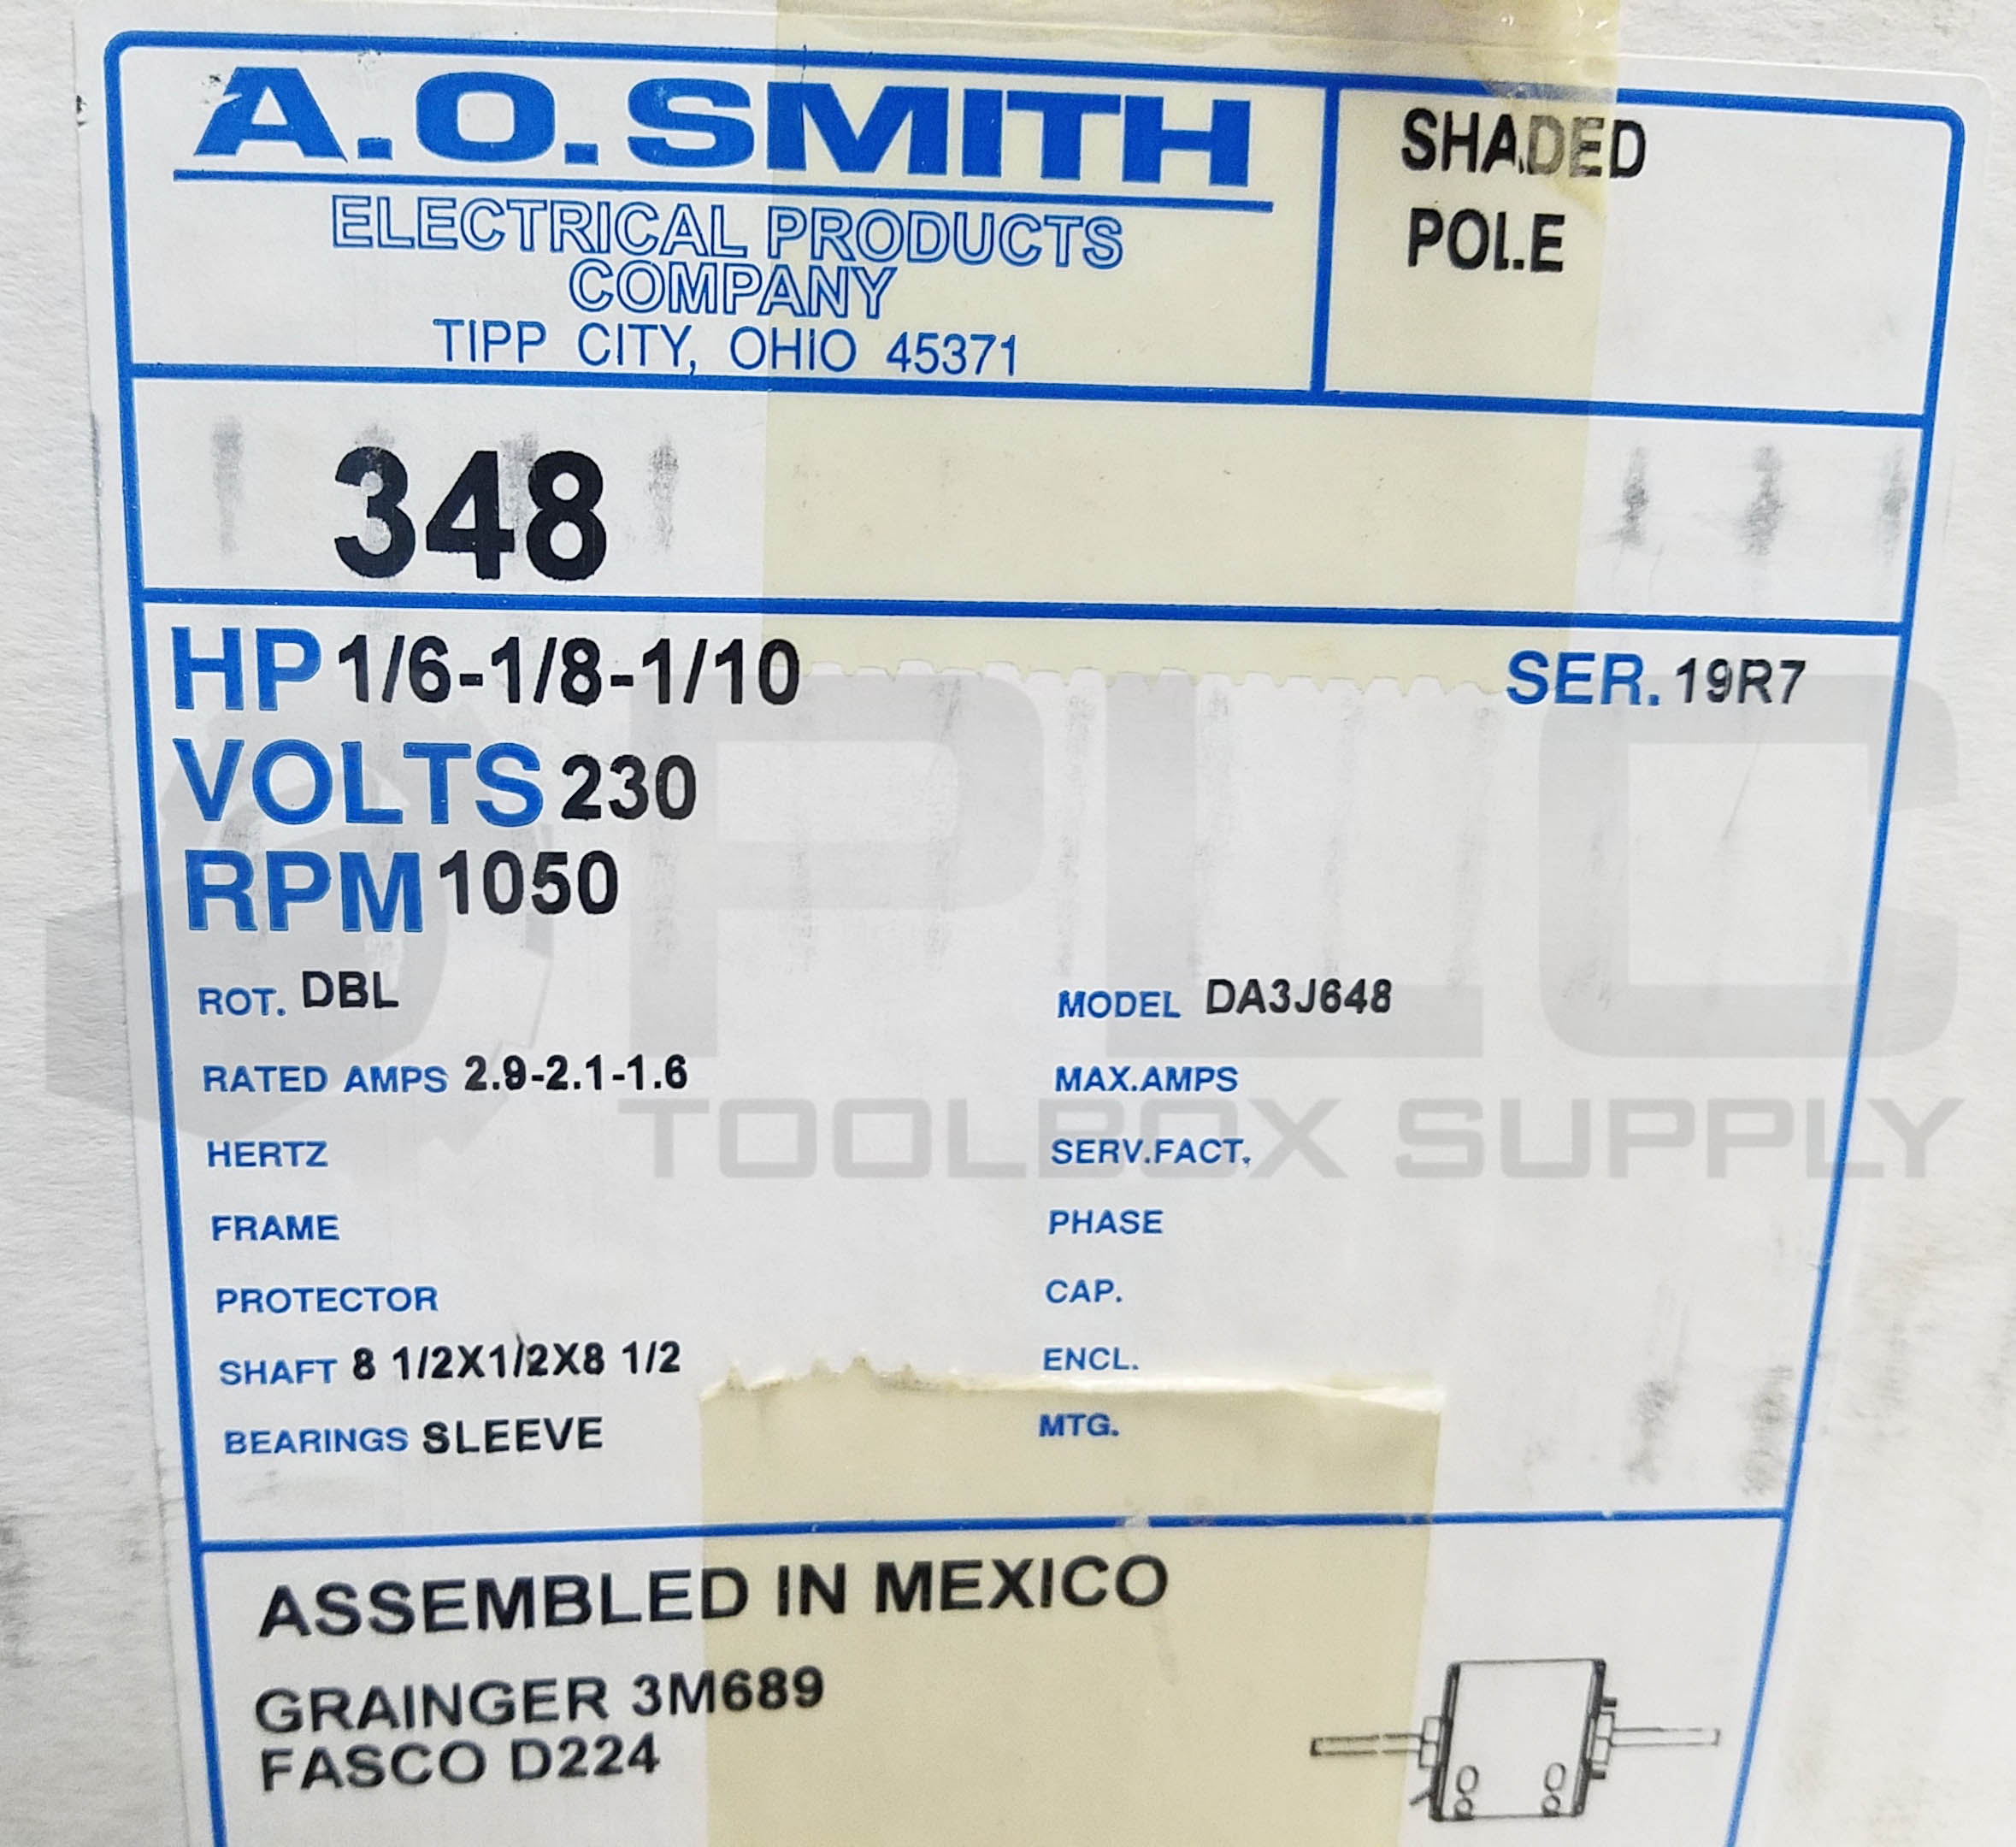 A.O.SMITH
ELECTRICAL PRODUCTS
COMPANY
TIPP CITY, OHIO 45371
SHADED
POLE
348
HP 1/6-1/8-1/10
SER. 19R7
VOLTS 230
RPM 1050
ROT. DBL
MODEL DA3J648
RATED AMPS 2.9-2.1-1.6
MAX.AMPS
HERTZ
SERV.FACT.
FRAME
PHASE
PROTECTOR
CAP.
SHAFT 8 1/2X1/2X8 1/2
ENCL.
BEARINGS SLEEVE
MTG.
ASSEMBLED IN MEXICO
GRAINGER 3M689
FASCO D224
PLC
TOOLBOX SUPPLY